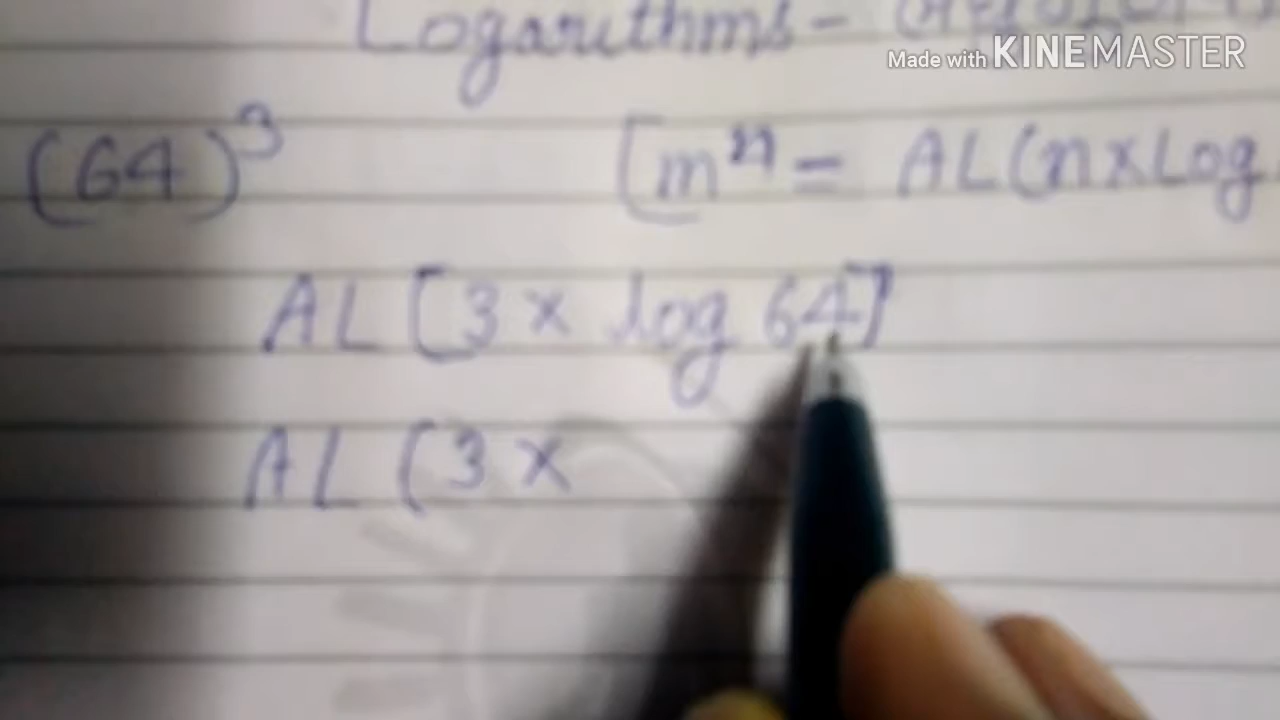 Logarithms -
Made with KINEMASTER
(64)³ [mⁿ = AL(n×Log
AL [3 × log 64]
AL (3 ×